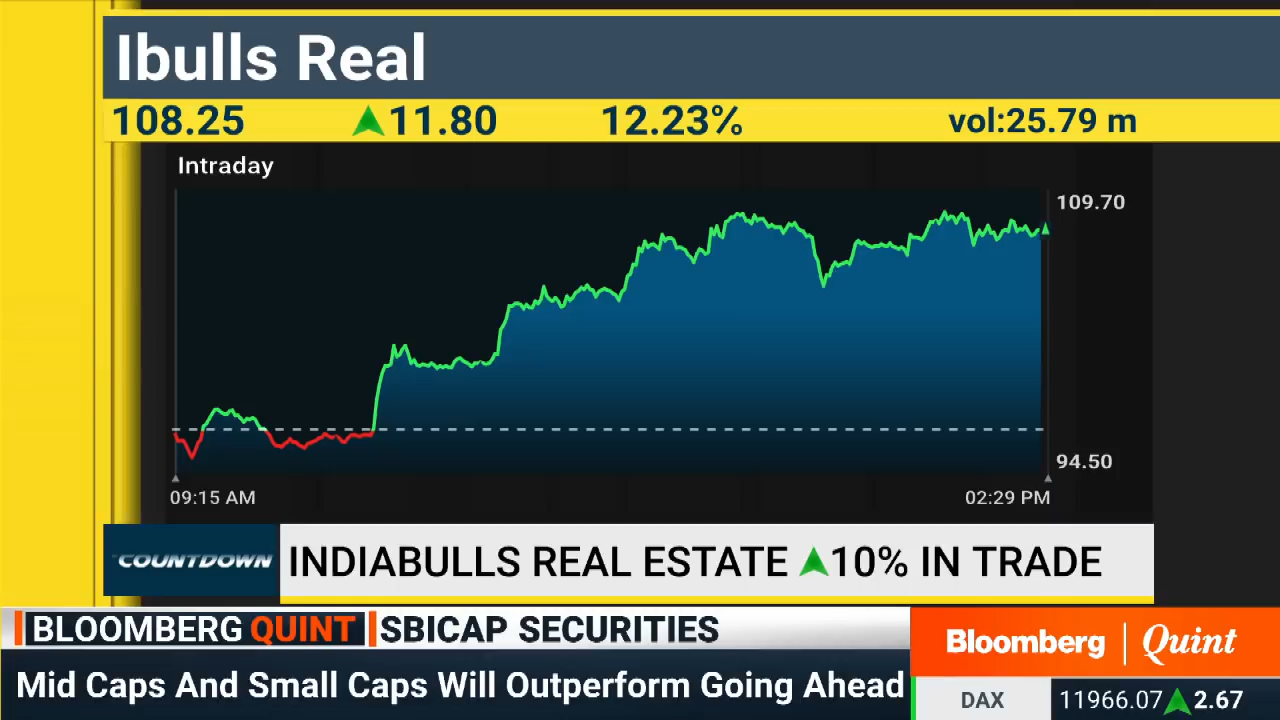 Ibulls Real
108.25 ▲11.80 12.23% vol:25.79 m
Intraday
109.70
94.50
09:15 AM 02:29 PM
COUNTDOWN INDIABULLS REAL ESTATE ▲10% IN TRADE
BLOOMBERG QUINT SBICAP SECURITIES
Mid Caps And Small Caps Will Outperform Going Ahead
Bloomberg | Quint
DAX 11966.07 ▲ 2.67